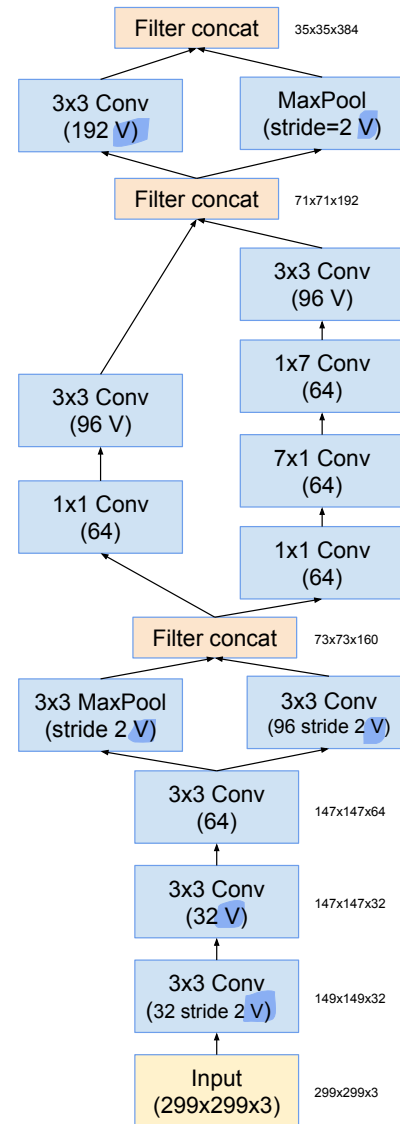 Filter concat
35x35x384
3x3 Conv
(192 V)
MaxPool
(stride=2 V)
Filter concat
71x71x192
3x3 Conv
(96 V)
1x7 Conv
(64)
3x3 Conv
(96 V)
7x1 Conv
(64)
1x1 Conv
(64)
1x1 Conv
(64)
Filter concat
73x73x160
3x3 MaxPool
(stride 2 V)
3x3 Conv
(96 stride 2 V)
3x3 Conv
(64)
147x147x64
3x3 Conv
(32 V)
147x147x32
3x3 Conv
(32 stride 2 V)
149x149x32
Input
(299x299x3)
299x299x3